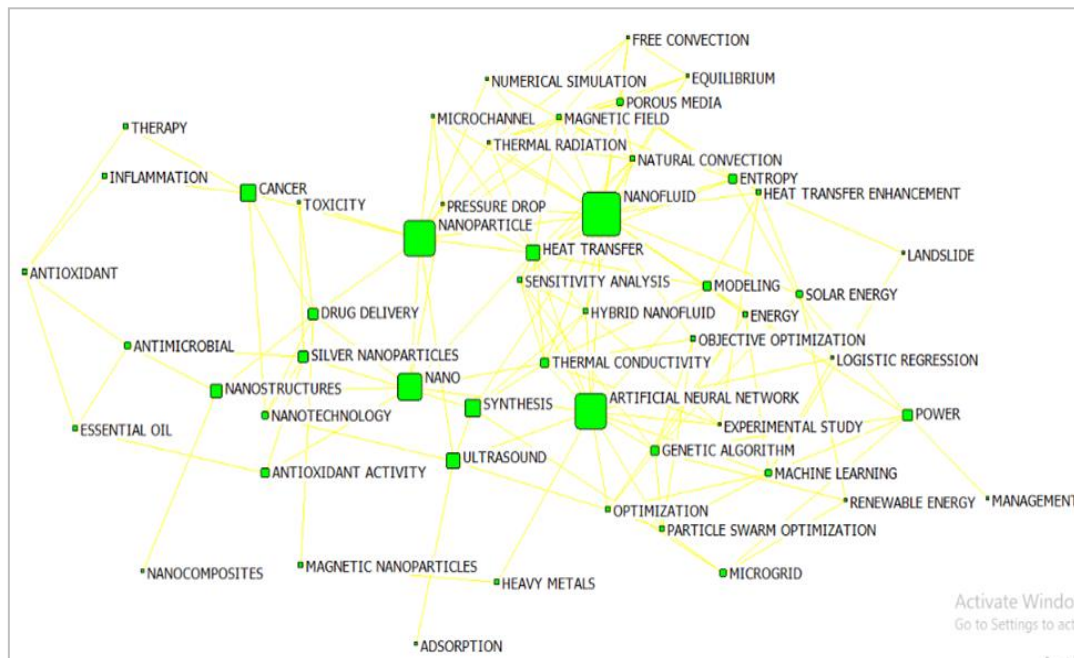 FREE CONVECTION
NUMERICAL SIMULATION
EQUILIBRIUM
POROUS MEDIA
MICROCHANNEL
MAGNETIC FIELD
THERAPY
THERMAL RADIATION
NATURAL CONVECTION
INFLAMMATION
CANCER
ENTROPY
HEAT TRANSFER ENHANCEMENT
TOXICITY
PRESSURE DROP
NANOFLUID
NANOPARTICLE
HEAT TRANSFER
LANDSLIDE
ANTIOXIDANT
SENSITIVITY ANALYSIS
MODELING
SOLAR ENERGY
DRUG DELIVERY
HYBRID NANOFLUID
ENERGY
OBJECTIVE OPTIMIZATION
ANTIMICROBIAL
SILVER NANOPARTICLES
THERMAL CONDUCTIVITY
LOGISTIC REGRESSION
NANO
NANOSTRUCTURES
SYNTHESIS
ARTIFICIAL NEURAL NETWORK
NANOTECHNOLOGY
POWER
ESSENTIAL OIL
EXPERIMENTAL STUDY
GENETIC ALGORITHM
ULTRASOUND
ANTIOXIDANT ACTIVITY
MACHINE LEARNING
RENEWABLE ENERGY
MANAGEMENT
OPTIMIZATION
PARTICLE SWARM OPTIMIZATION
NANOCOMPOSITES
MAGNETIC NANOPARTICLES
MICROGRID
HEAVY METALS
Activate Windo
Go to Settings to act
ADSORPTION